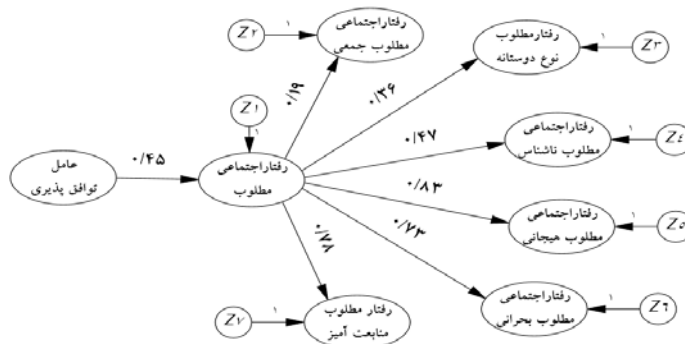 Z۲
۱
رفتاراجتماعی
مطلوب جمعی
رفتارمطلوب
نوع دوستانه
۱
Z۳
۰/۱۹
۰/۳۶
Z۱
۱
عامل
توافق پذیری
۰/۴۵
رفتاراجتماعی
مطلوب
۰/۴۷
رفتاراجتماعی
مطلوب ناشناس
۱
Z٤
۰/۸۳
رفتاراجتماعی
مطلوب هیجانی
۱
Z۵
۰/۷۸
۰/۷۳
رفتاراجتماعی
مطلوب بحرانی
۱
Z۶
Z۷
۱
رفتار مطلوب
متابعت آمیز